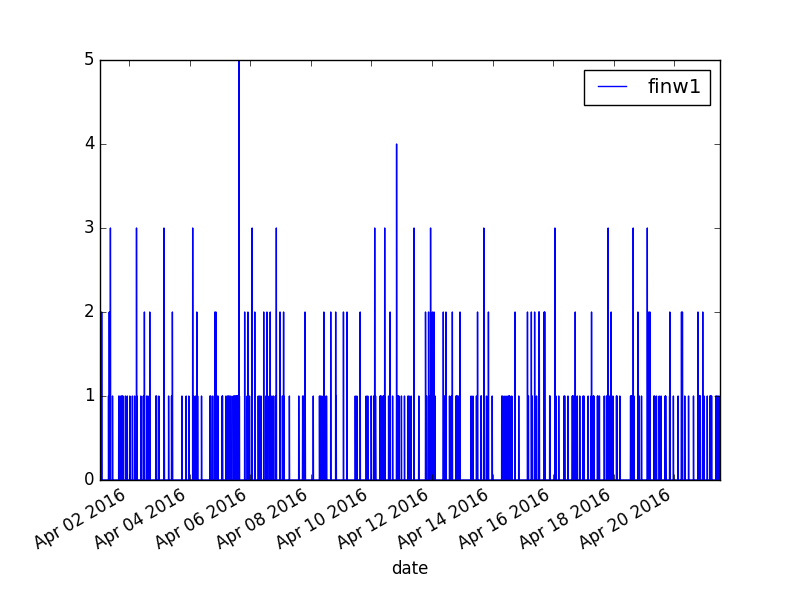 5
finw1
4
3
2
1
0
Apr 02 2016
Apr 04 2016
Apr 06 2016
Apr 08 2016
Apr 10 2016
Apr 12 2016
Apr 14 2016
Apr 16 2016
Apr 18 2016
Apr 20 2016
date